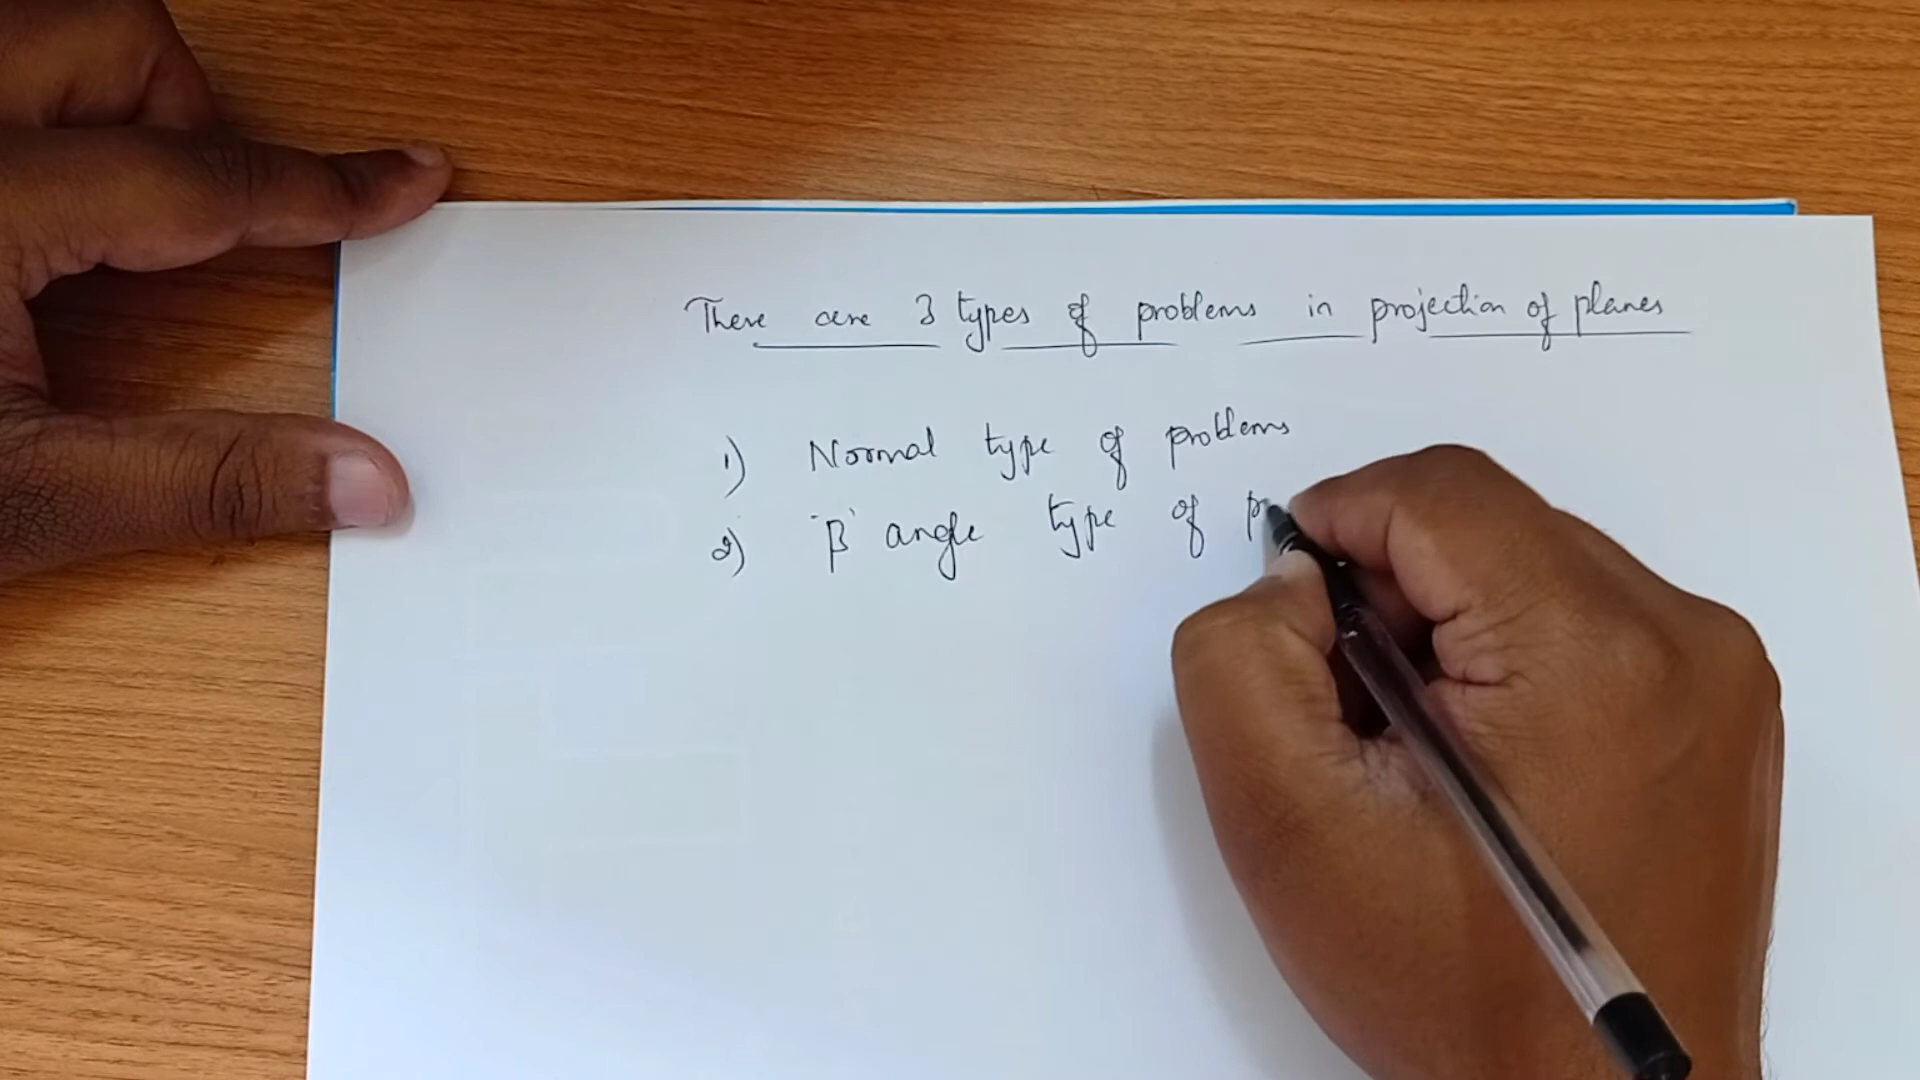 There are 3 types of problems in projection of planes
1) Normal type of problems
2) 'β' angle type of